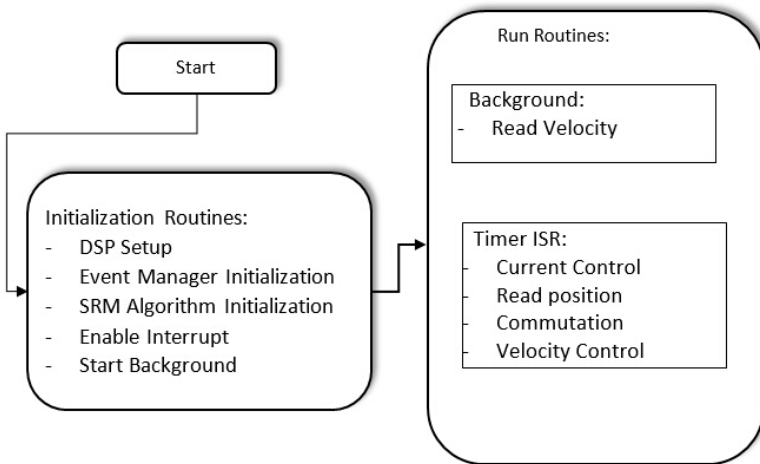 Start
Initialization Routines:
- DSP Setup
- Event Manager Initialization
- SRM Algorithm Initialization
- Enable Interrupt
- Start Background
Run Routines:
Background:
- Read Velocity
Timer ISR:
- Current Control
- Read position
- Commutation
- Velocity Control